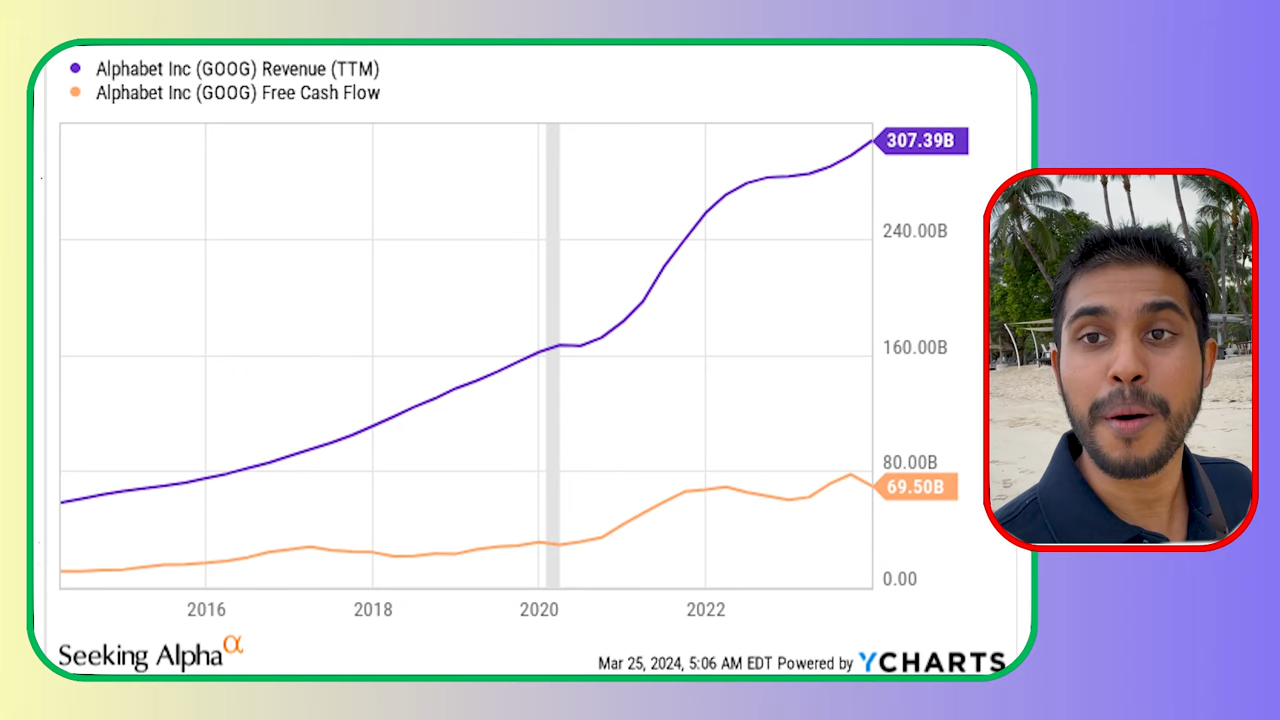 Alphabet Inc (GOOG) Revenue (TTM)
Alphabet Inc (GOOG) Free Cash Flow
307.39B
240.00B
160.00B
80.00B
69.50B
0.00
2016 2018 2020 2022
Seeking Alpha α
Mar 25, 2024, 5:06 AM EDT Powered by YCHARTS